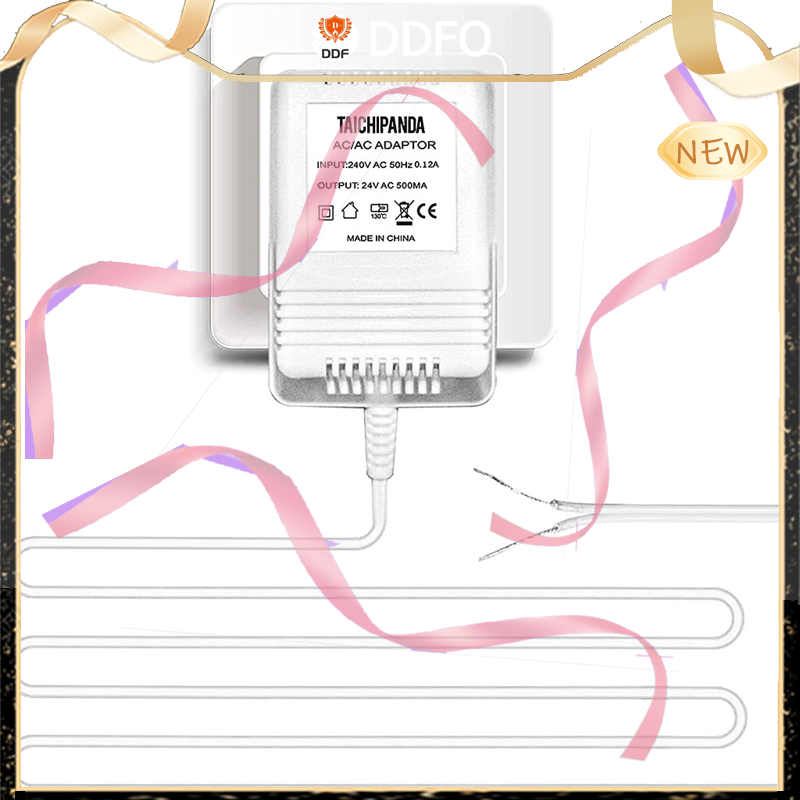 DDFO
DDF
TAICHIPANDA
AC/AC ADAPTOR
INPUT:240V AC 50Hz 0.12A
OUTPUT: 24V AC 500MA
130°C
CE
MADE IN CHINA
NEW